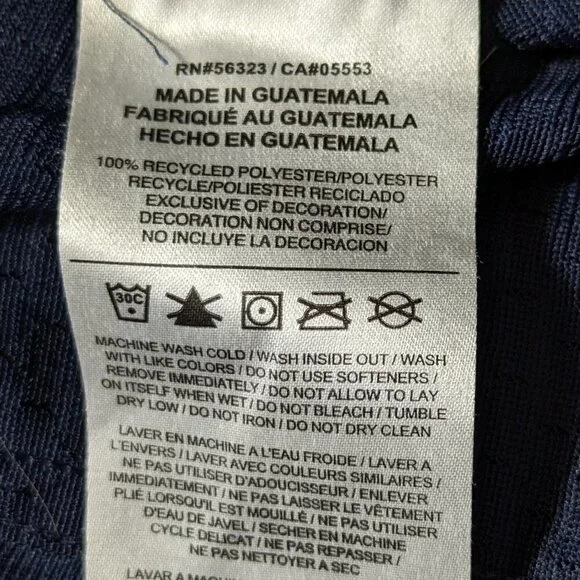 RN#56323 / CA#05553
MADE IN GUATEMALA
FABRIQUÉ AU GUATEMALA
HECHO EN GUATEMALA
100% RECYCLED POLYESTER/POLYESTER
RECYCLE/POLIESTER RECICLADO
EXCLUSIVE OF DECORATION/
DECORATION NON COMPRISE/
NO INCLUYE LA DECORACION
30C
MACHINE WASH COLD / WASH INSIDE OUT / WASH
WITH LIKE COLORS / DO NOT USE SOFTENERS /
REMOVE IMMEDIATELY / DO NOT ALLOW TO LAY
ON ITSELF WHEN WET / DO NOT BLEACH / TUMBLE
DRY LOW / DO NOT IRON / DO NOT DRY CLEAN
LAVER EN MACHINE A L'EAU FROIDE / LAVER A
L'ENVERS / LAVER AVEC COULEURS SIMILAIRES /
NE PAS UTILISER D'ADOUCISSEUR / ENLEVER
IMMEDIATEMENT / NE PAS LAISSER LE VÊTEMENT
PLIÉ LORSQU'IL EST MOUILLÉ / NE PAS UTILISER
D'EAU DE JAVEL / SECHER EN MACHINE
CYCLE DELICAT / NE PAS REPASSER /
NE PAS NETTOYER A SEC
LAVAR A MAQUINA